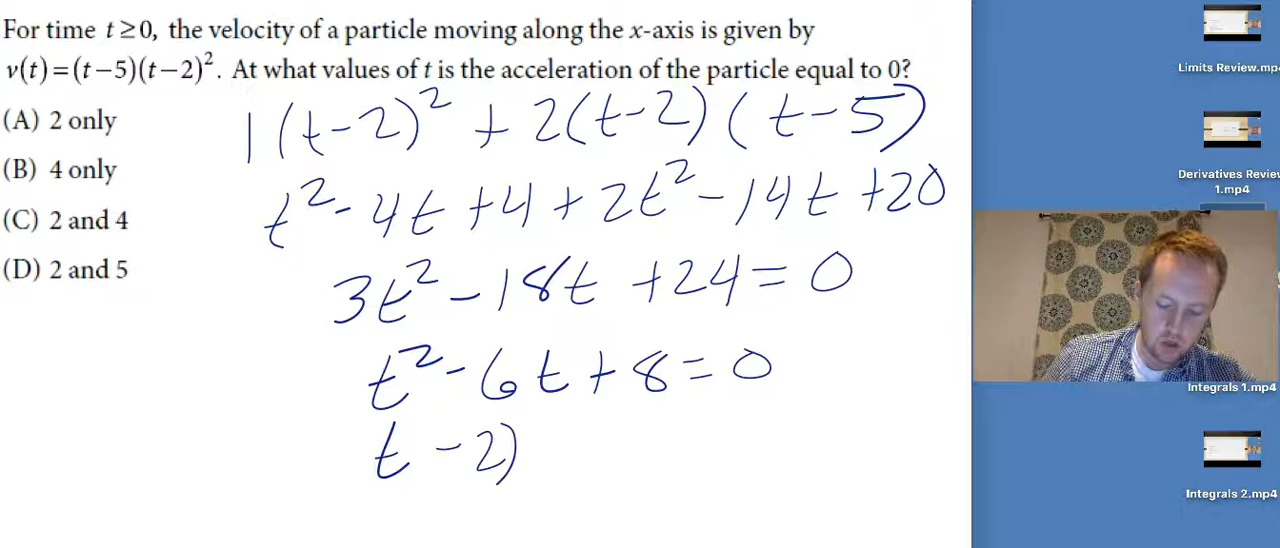 For time t ≥ 0, the velocity of a particle moving along the x-axis is given by
v(t) = (t − 5)(t − 2)². At what values of t is the acceleration of the particle equal to 0?
(A) 2 only
(B) 4 only
(C) 2 and 4
(D) 2 and 5
1(t-2)² + 2(t-2)(t-5)
t² - 4t + 4 + 2t² - 14t + 20
3t² - 18t + 24 = 0
t² - 6t + 8 = 0
t - 2)
Limits Review.mp4
Derivatives Review
1.mp4
Integrals 1.mp4
Integrals 2.mp4